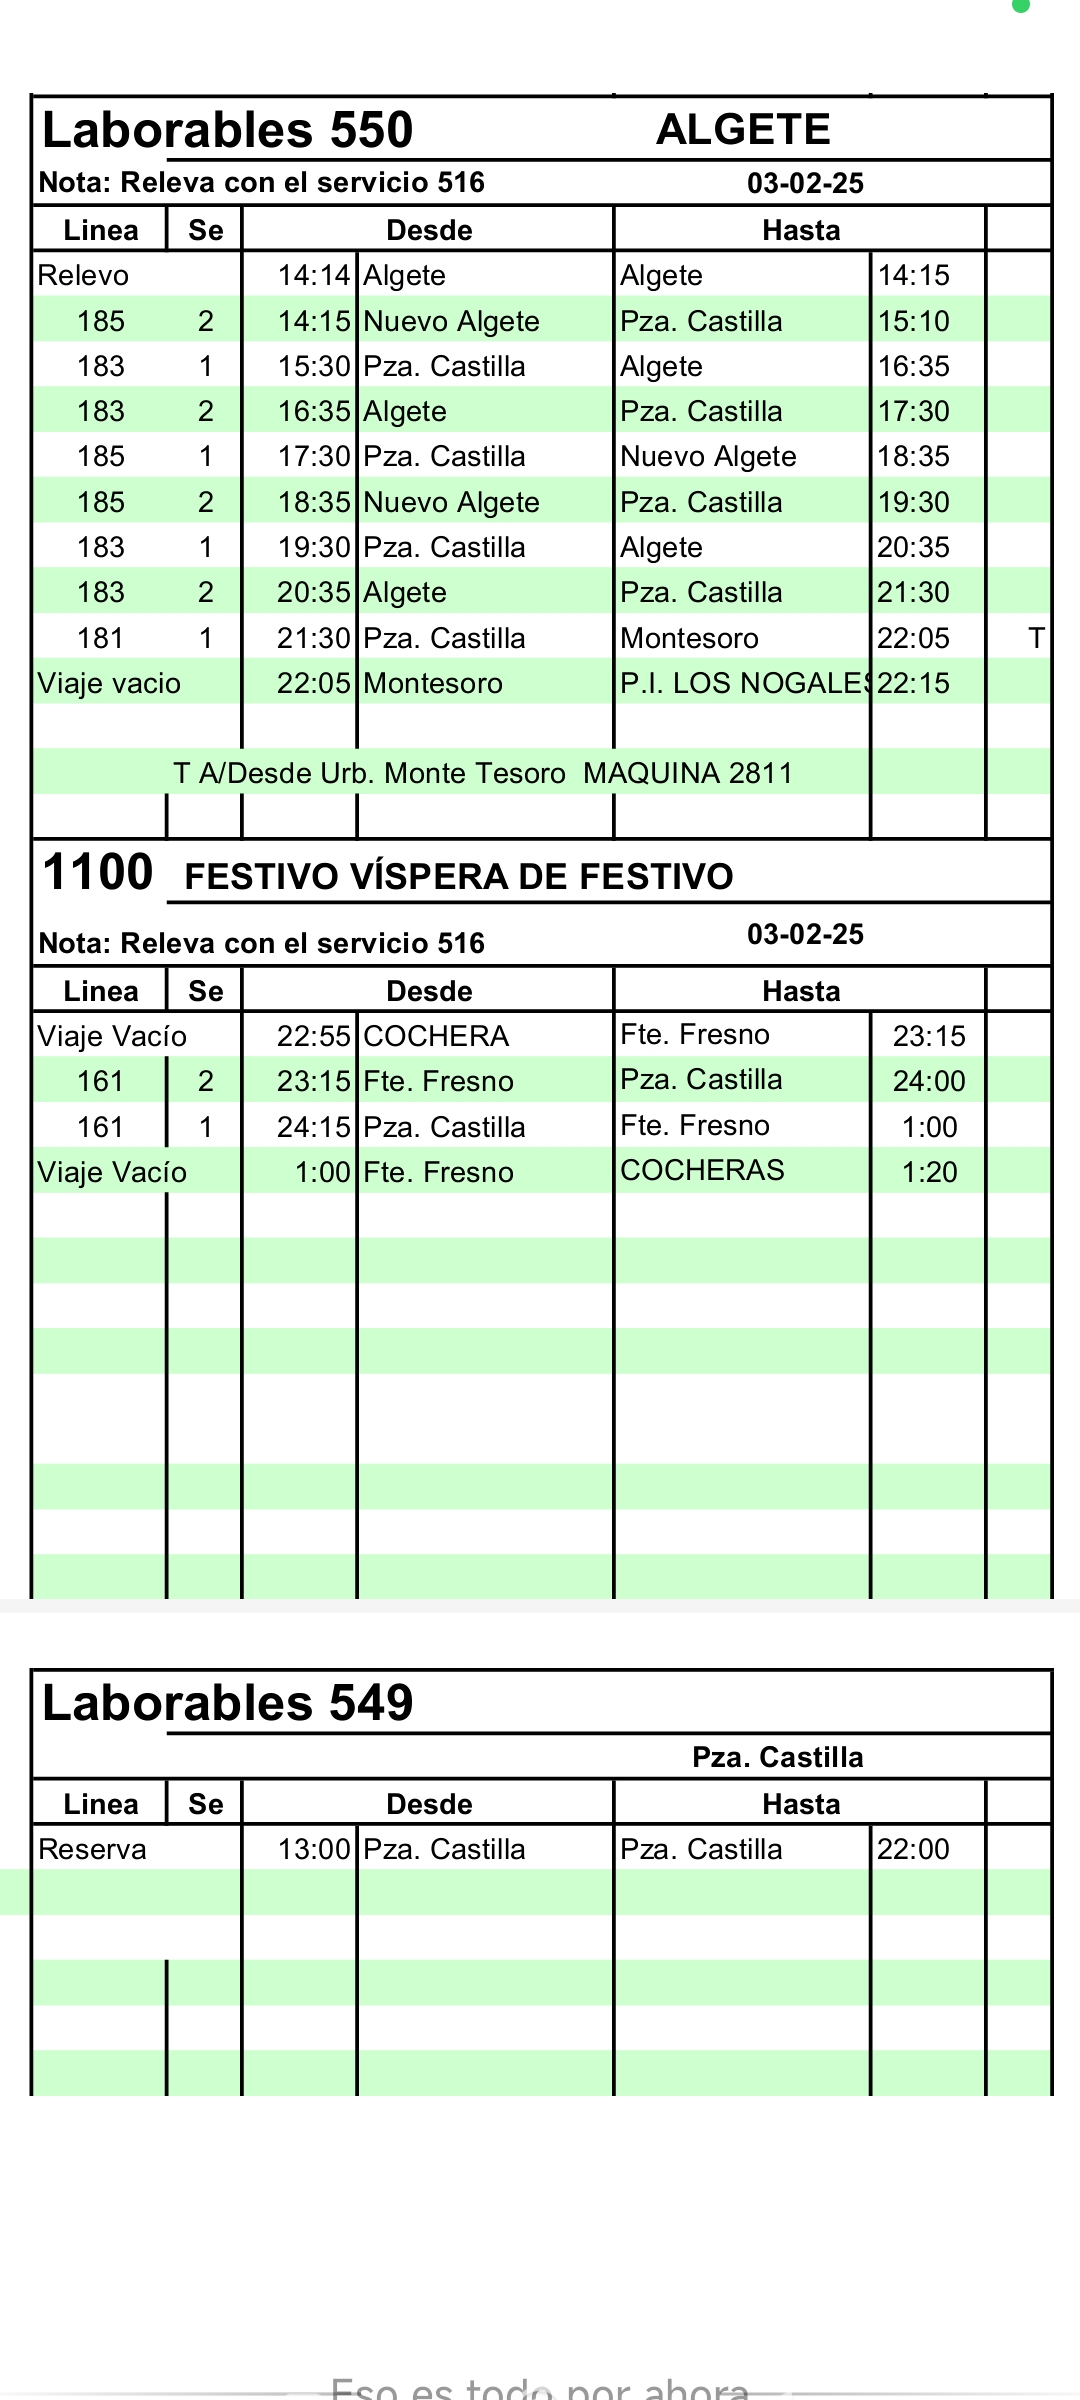 Laborables 550 ALGETE
Nota: Releva con el servicio 516 03-02-25
Linea Se Desde Hasta
Relevo 14:14 Algete Algete 14:15
185 2 14:15 Nuevo Algete Pza. Castilla 15:10
183 1 15:30 Pza. Castilla Algete 16:35
183 2 16:35 Algete Pza. Castilla 17:30
185 1 17:30 Pza. Castilla Nuevo Algete 18:35
185 2 18:35 Nuevo Algete Pza. Castilla 19:30
183 1 19:30 Pza. Castilla Algete 20:35
183 2 20:35 Algete Pza. Castilla 21:30
181 1 21:30 Pza. Castilla Montesoro 22:05 T
Viaje vacio 22:05 Montesoro P.I. LOS NOGALES 22:15
T A/Desde Urb. Monte Tesoro MAQUINA 2811
1100 FESTIVO VÍSPERA DE FESTIVO
Nota: Releva con el servicio 516 03-02-25
Linea Se Desde Hasta
Viaje Vacío 22:55 COCHERA Fte. Fresno 23:15
161 2 23:15 Fte. Fresno Pza. Castilla 24:00
161 1 24:15 Pza. Castilla Fte. Fresno 1:00
Viaje Vacío 1:00 Fte. Fresno COCHERAS 1:20
Laborables 549
Pza. Castilla
Linea Se Desde Hasta
Reserva 13:00 Pza. Castilla Pza. Castilla 22:00
Eso es todo por ahora